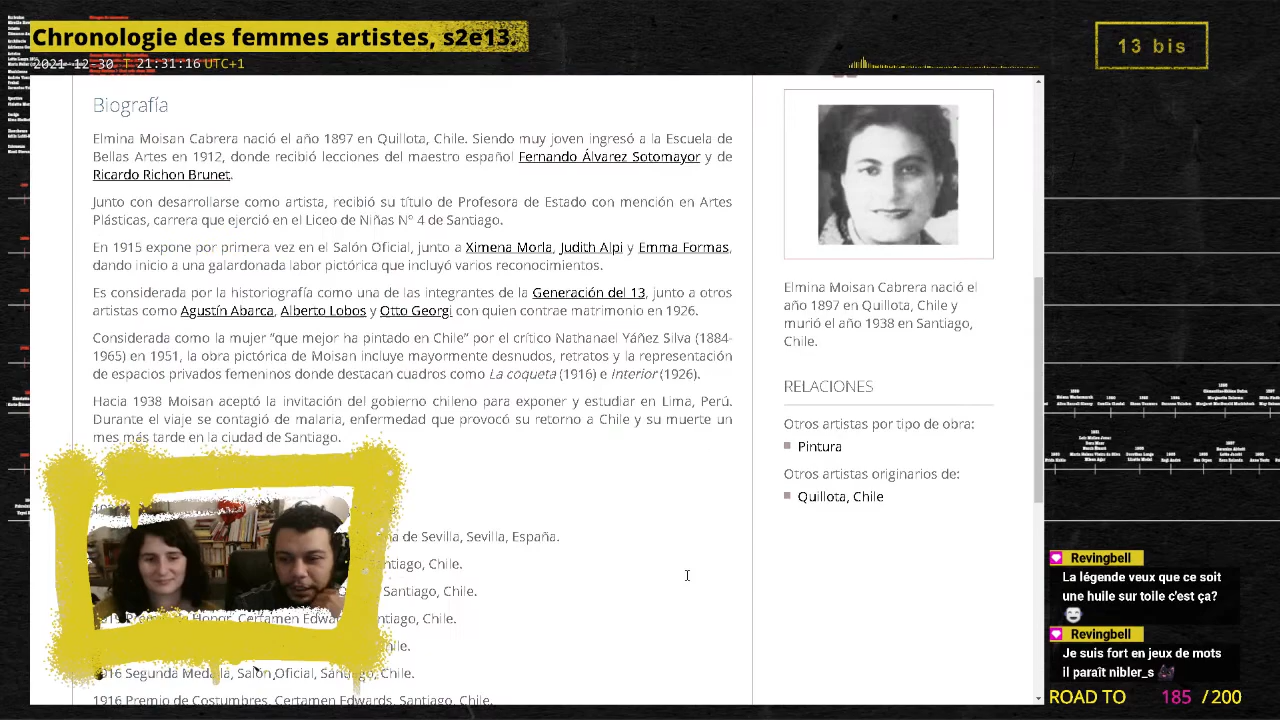 Chronologie des femmes artistes, s2e13
2021-12-30 T 21:31:16 UTC+1
13 bis
Biografía
Elmina Moisan Cabrera nació el año 1897 en Quillota, Chile. Siendo muy joven ingresó a la Escuela de
Bellas Artes en 1912, donde recibió lecciones del maestro español Fernando Álvarez Sotomayor y de
Ricardo Richon Brunet.
Junto con desarrollarse como artista, recibió su título de Profesora de Estado con mención en Artes
Plásticas, carrera que ejerció en el Liceo de Niñas Nº 4 de Santiago.
En 1915 expone por primera vez en el Salón Oficial, junto a Ximena Morla, Judith Alpi y Emma Formas,
dando inicio a una galardonada labor pictórica que incluyó varios reconocimientos.
Es considerada por la historiografía como una de las integrantes de la Generación del 13, junto a otros
artistas como Agustín Abarca, Alberto Lobos y Otto Georgi con quien contrae matrimonio en 1926.
Considerada como la mujer “que mejor ha pintado en Chile” por el crítico Nathanael Yáñez Silva (1884-
1965) en 1951, la obra pictórica de Moisan incluye mayormente desnudos, retratos y la representación
de espacios privados femeninos donde destacan cuadros como La coqueta (1916) e Interior (1926).
Hacia 1938 Moisan aceptó la invitación del gobierno chileno para exponer y estudiar en Lima, Perú.
Durante el viaje se contagió de malaria, enfermedad que provocó su retorno a Chile y su muerte un
mes más tarde en la ciudad de Santiago.
de Sevilla, Sevilla, España.
Chile.
Santiago, Chile.
Honor, Certamen Edwards, Santiago, Chile.
1916 Segunda Medalla, Salón Oficial, Santiago, Chile.
1916 Premio de Costumbres, Certamen Edwards, Santiago, Chile.
Elmina Moisan Cabrera nació el
año 1897 en Quillota, Chile y
murió el año 1938 en Santiago,
Chile.
RELACIONES
Otros artistas por tipo de obra:
Pintura
Otros artistas originarios de:
Quillota, Chile
Revingbell
La légende veux que ce soit
une huile sur toile c'est ça?
Revingbell
Je suis fort en jeux de mots
il paraît nibler_s
ROAD TO 185 / 200